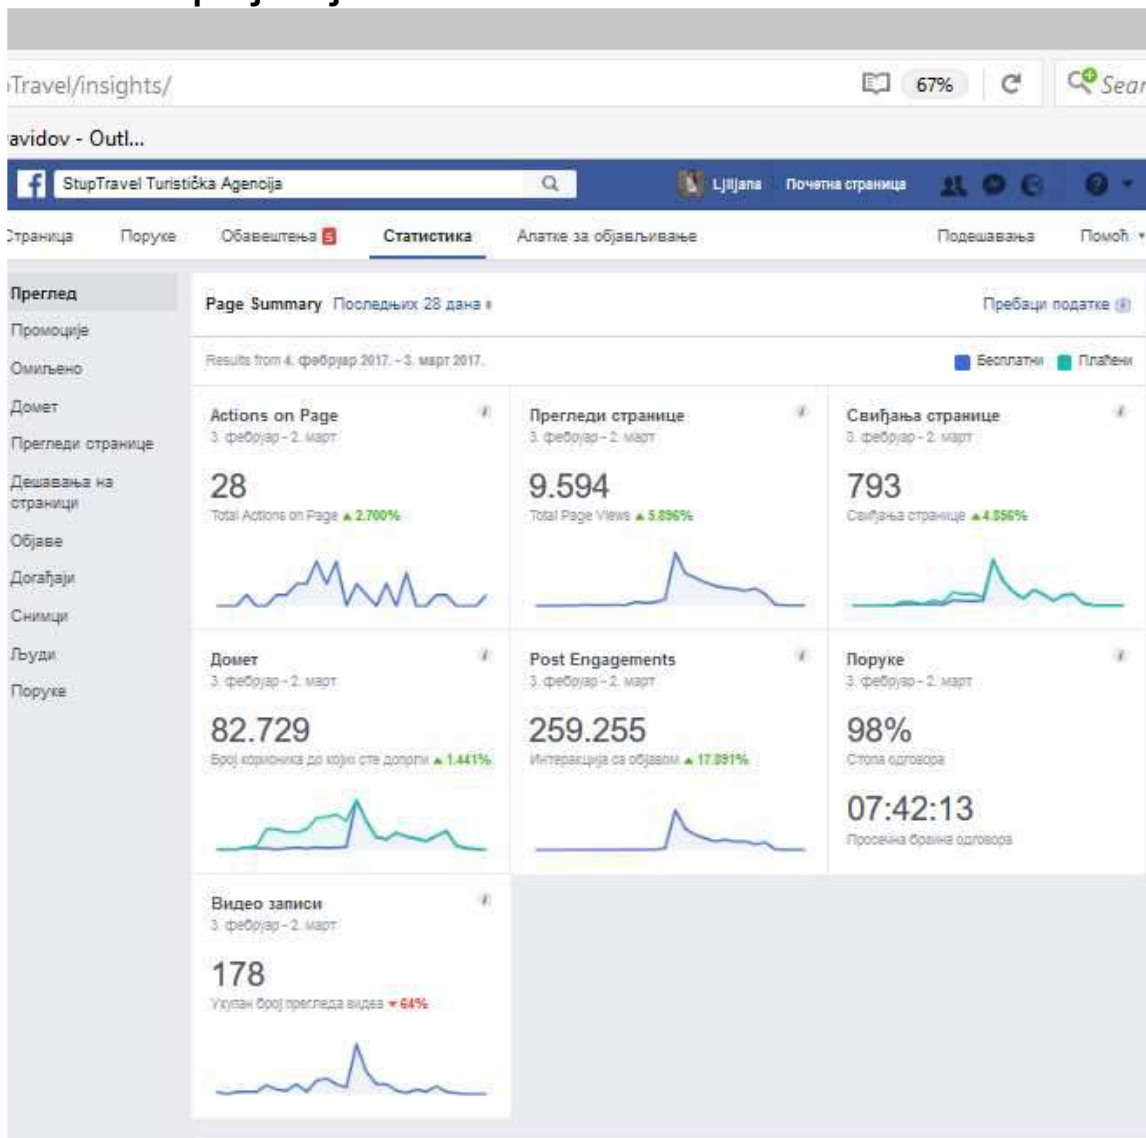 Travel/insights/
67%
Sear
avidov - Outl...
StupTravel Turistička Agencija
Ljiljana
Почетна страница
Страница
Поруке
Обавештења 5
Статистика
Алатке за објављивање
Подешавања
Помоћ
Преглед
Промоције
Омиљено
Домет
Прегледи странице
Дешавања на
страници
Објаве
Догађаји
Снимци
Људи
Поруке
Page Summary Последњих 28 дана
Пребаци податке
Results from 4. фебруар 2017. - 3. март 2017.
Бесплатни
Плаћени
Actions on Page
3. фебруар - 2. март
28
Total Actions on Page ▲ 2.700%
Прегледи странице
3. фебруар - 2. март
9.594
Total Page Views ▲ 5.896%
Свиђања странице
3. фебруар - 2. март
793
Свиђања странице ▲ 4.856%
Домет
3. фебруар - 2. март
82.729
Број корисника до којих сте допрли ▲ 1.441%
Post Engagements
3. фебруар - 2. март
259.255
Интеракција са објавом ▲ 17.891%
Поруке
3. фебруар - 2. март
98%
Стопа одговора
07:42:13
Просечна брзина одговора
Видео записи
3. фебруар - 2. март
178
Укупан број прегледа видеа ▼ 64%